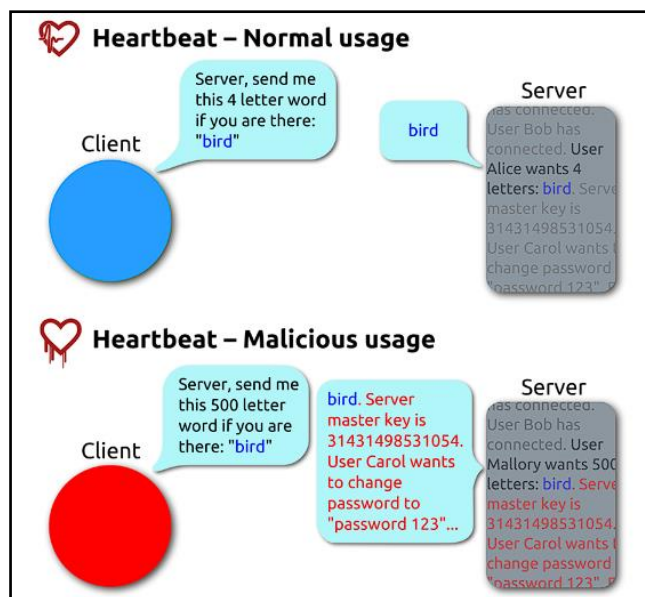 Heartbeat – Normal usage
Server, send me
this 4 letter word
if you are there:
"bird"
Client
bird
Server
has connected.
User Bob has
connected. User
Alice wants 4
letters: bird. Serve
master key is
31431498531054.
User Carol wants t
change password
"password 123".
Heartbeat – Malicious usage
Server, send me
this 500 letter
word if you are
there: "bird"
Client
bird. Server
master key is
31431498531054.
User Carol wants
to change
password to
"password 123"...
Server
has connected.
User Bob has
connected. User
Mallory wants 500
letters: bird. Serve
master key is
31431498531054.
User Carol wants t
change password
"password 123".